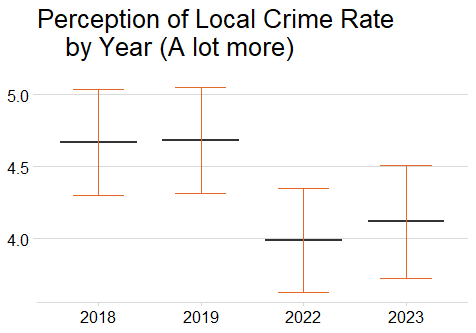 Perception of Local Crime Rate
by Year (A lot more)
5.0
4.5
4.0
2018 2019 2022 2023